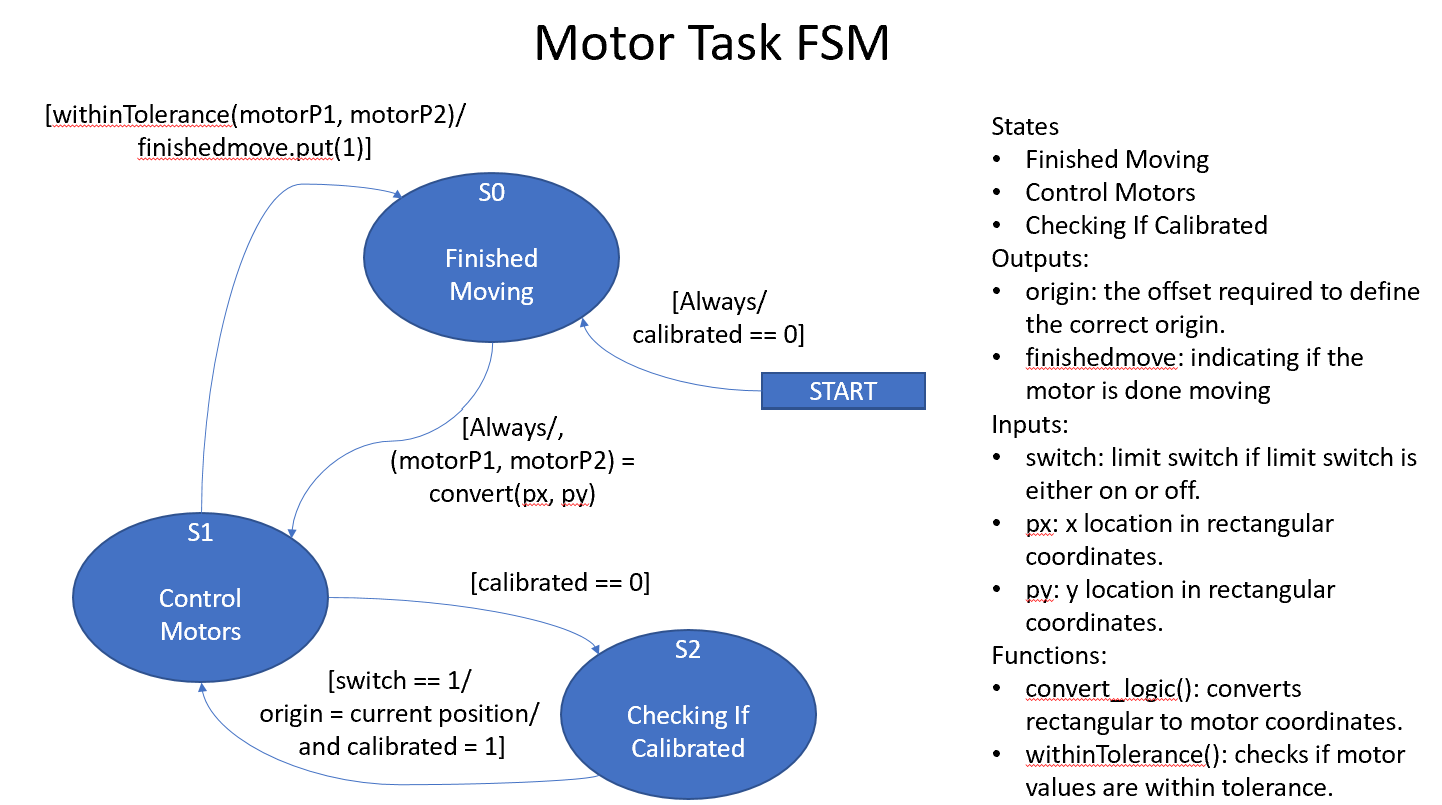 Motor Task FSM
[withinTolerance(motorP1, motorP2)/
finishedmove.put(1)]
S0
Finished
Moving
[Always/
calibrated == 0]
START
[Always/,
(motorP1, motorP2) =
convert(px, py)
S1
Control
Motors
[calibrated == 0]
S2
Checking If
Calibrated
[switch == 1/
origin = current position/
and calibrated = 1]
States
• Finished Moving
• Control Motors
• Checking If Calibrated
Outputs:
• origin: the offset required to define
the correct origin.
• finishedmove: indicating if the
motor is done moving
Inputs:
• switch: limit switch if limit switch is
either on or off.
• px: x location in rectangular
coordinates.
• py: y location in rectangular
coordinates.
Functions:
• convert_logic(): converts
rectangular to motor coordinates.
• withinTolerance(): checks if motor
values are within tolerance.